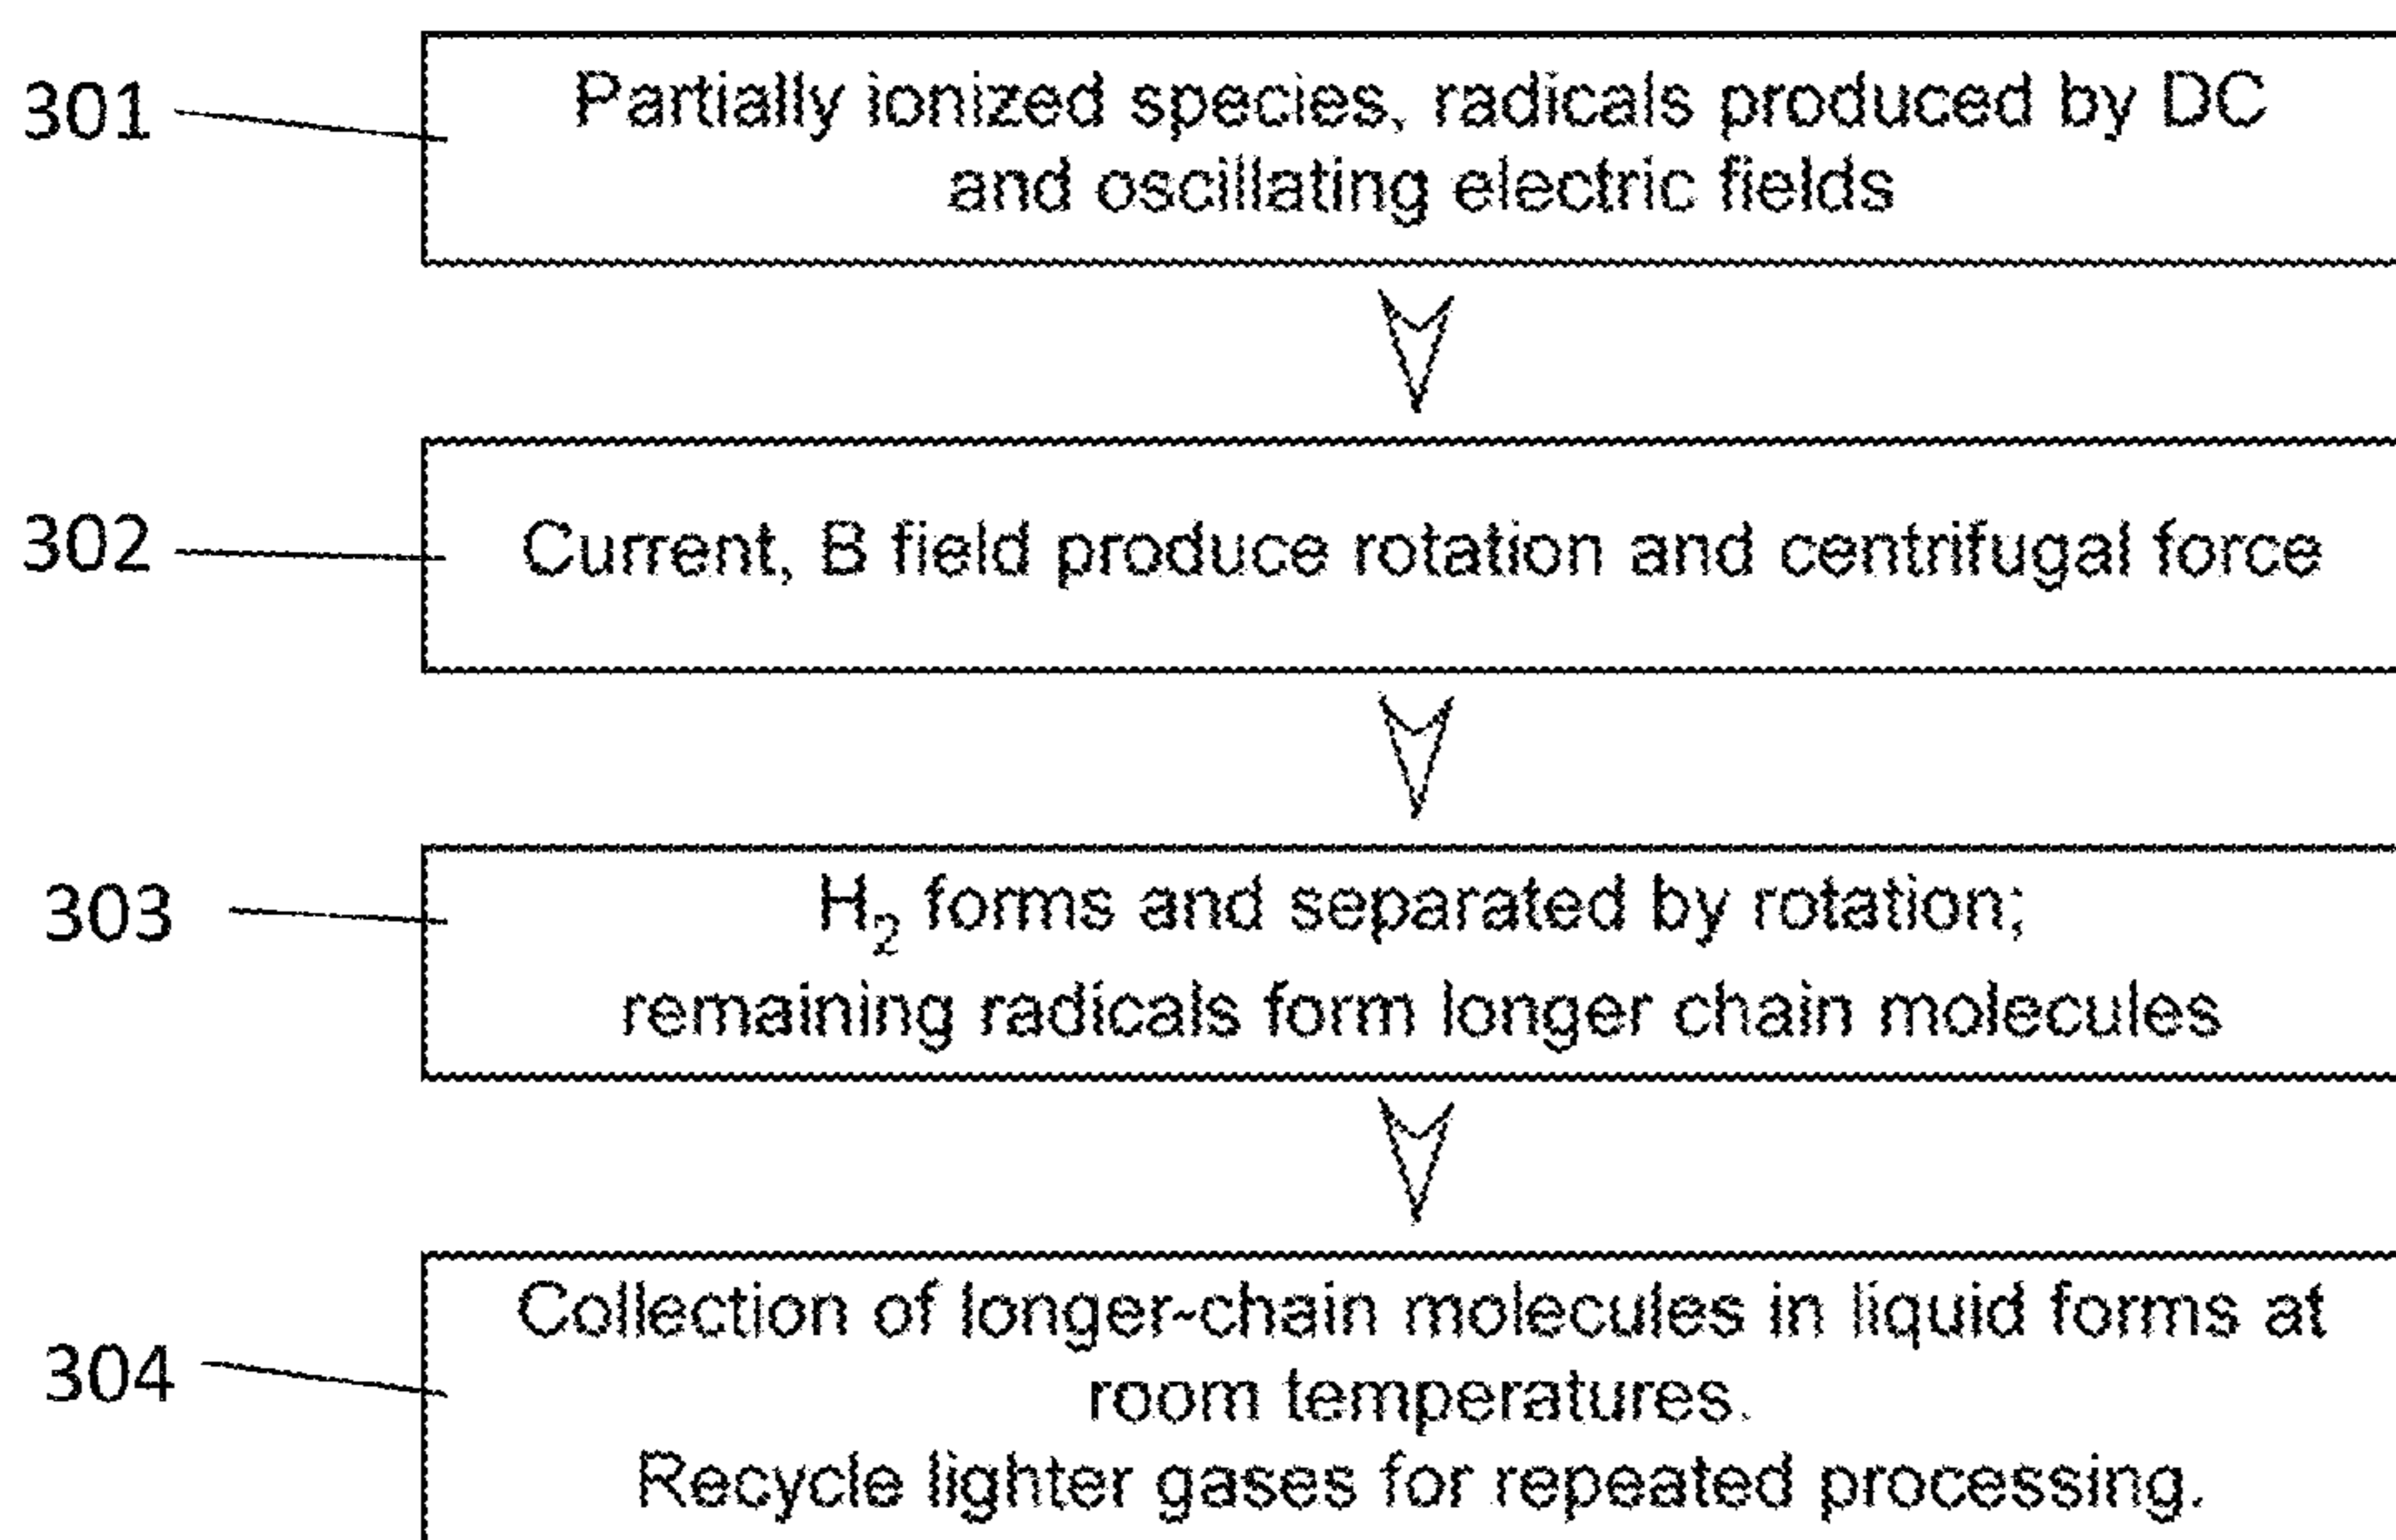 301
Partially ionized species, radicals produced by DC
and oscillating electric fields
302
Current, B field produce rotation and centrifugal force
303
H₂ forms and separated by rotation;
remaining radicals form longer chain molecules
304
Collection of longer-chain molecules in liquid forms at
room temperatures.
Recycle lighter gases for repeated processing.